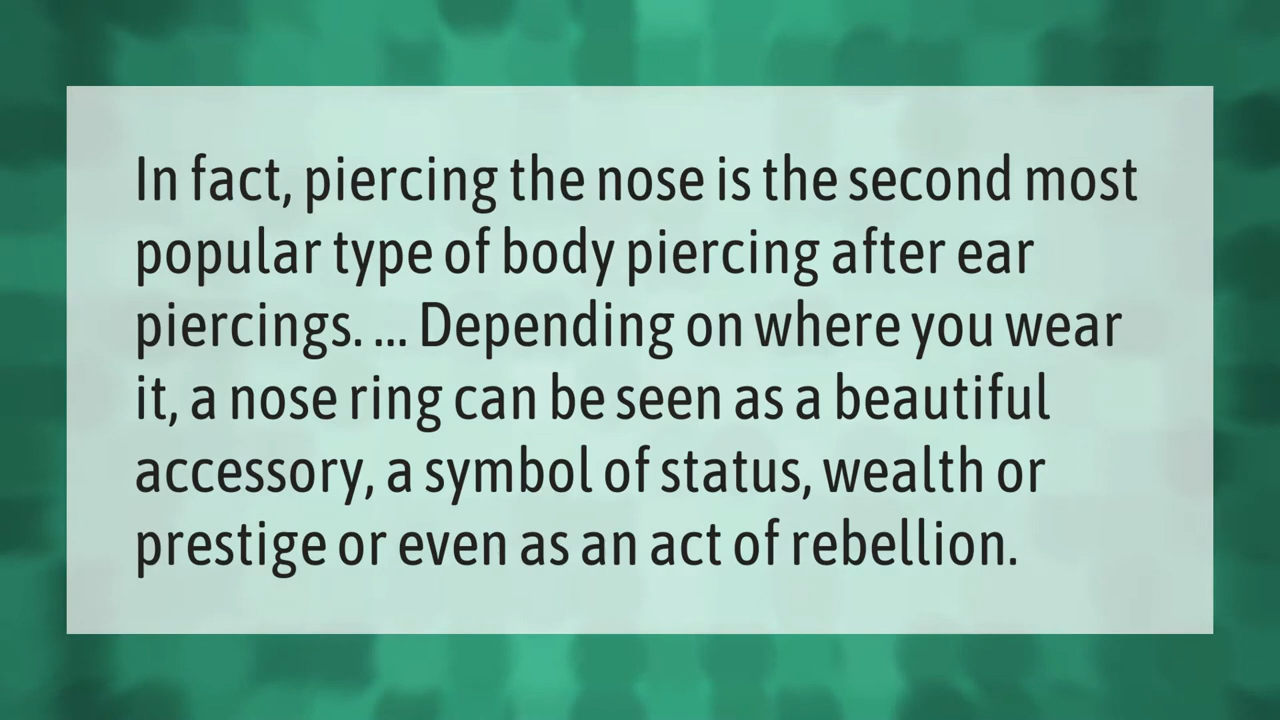 In fact, piercing the nose is the second most
popular type of body piercing after ear
piercings. ... Depending on where you wear
it, a nose ring can be seen as a beautiful
accessory, a symbol of status, wealth or
prestige or even as an act of rebellion.